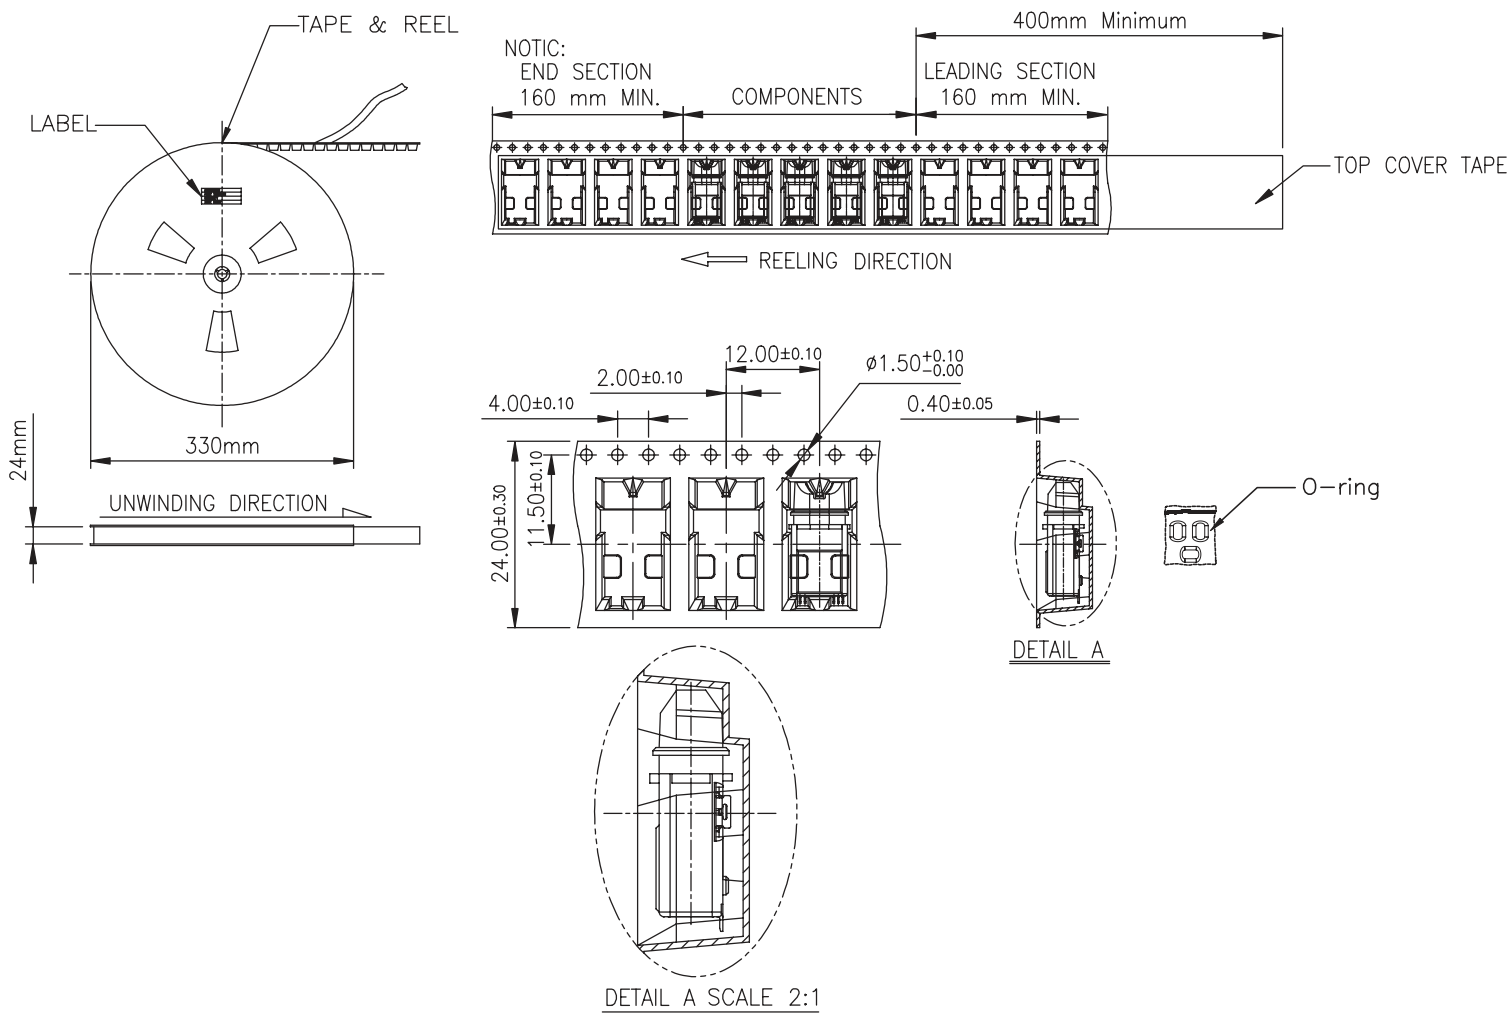 TAPE & REEL
LABEL
330mm
24mm
UNWINDING DIRECTION
400mm Minimum
NOTIC:
END SECTION
160 mm MIN.
COMPONENTS
LEADING SECTION
160 mm MIN.
TOP COVER TAPE
REELING DIRECTION
12.00±0.10
ø1.50+0.10
-0.00
2.00±0.10
4.00±0.10
0.40±0.05
11.50±0.10
24.00±0.30
O-ring
DETAIL A
DETAIL A SCALE 2:1